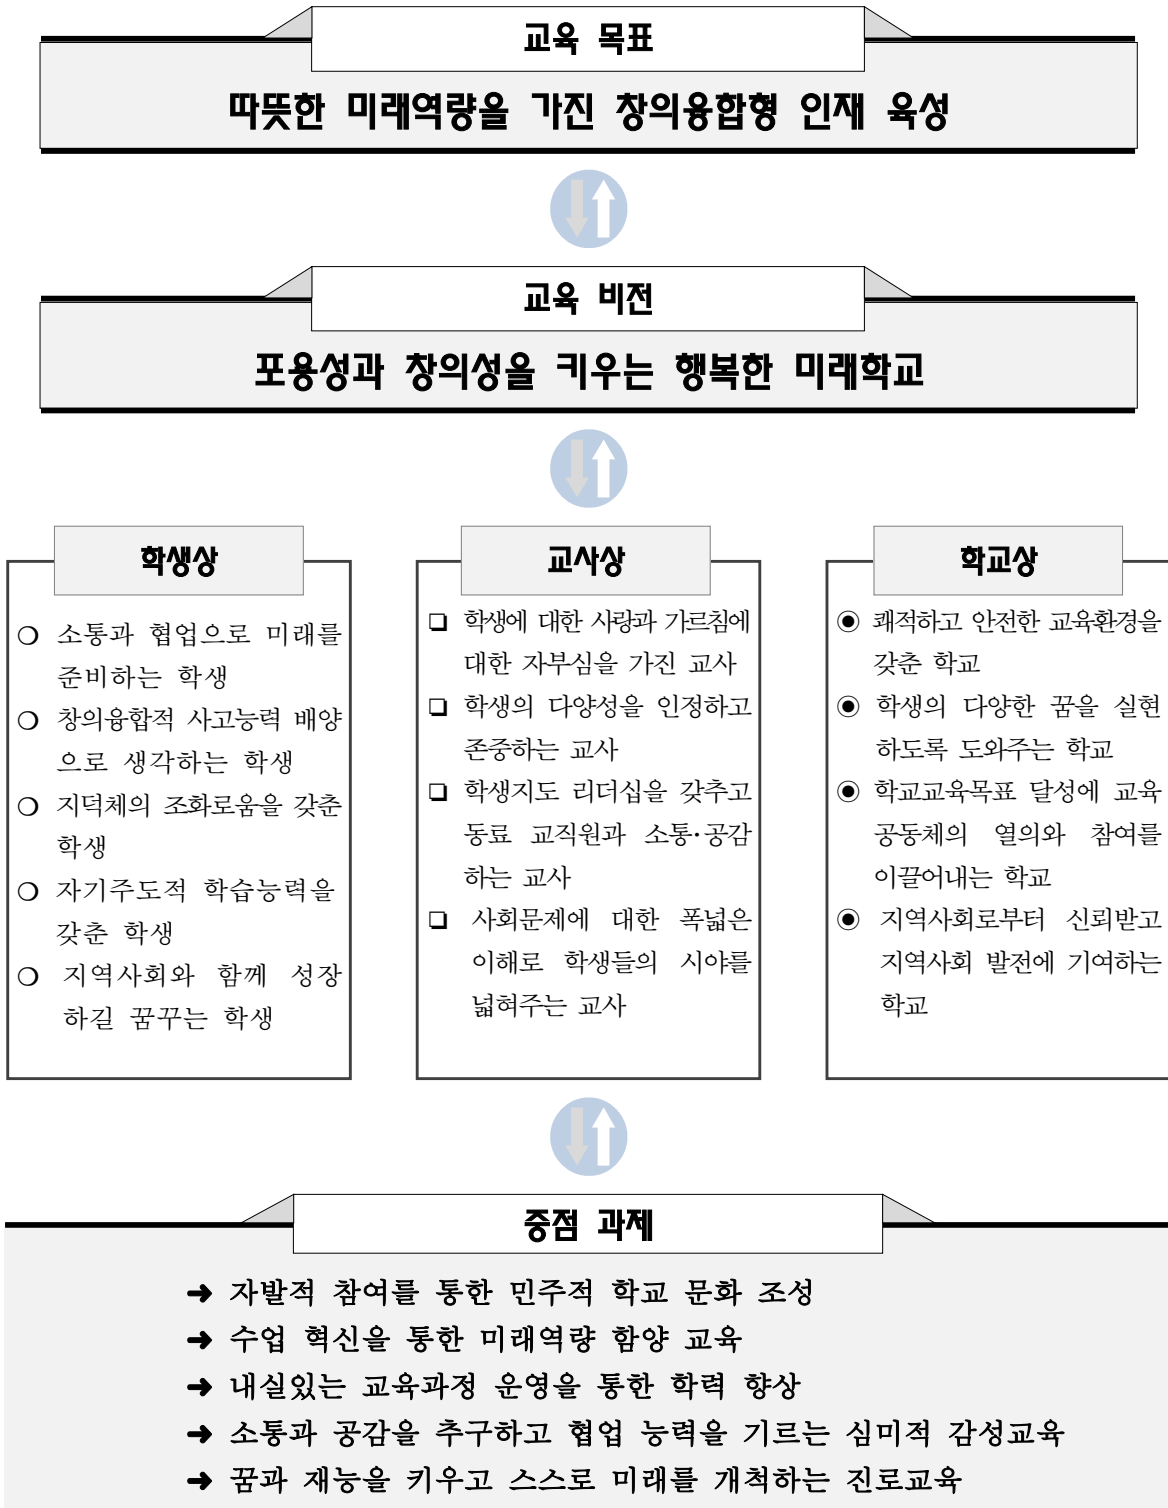 교육 목표
따뜻한 미래역량을 가진 창의융합형 인재 육성
교육 비전
포용성과 창의성을 키우는 행복한 미래학교
학생상
❍ 소통과 협업으로 미래를
준비하는 학생
❍ 창의융합적 사고능력 배양
으로 생각하는 학생
❍ 지덕체의 조화로움을 갖춘
학생
❍ 자기주도적 학습능력을
갖춘 학생
❍ 지역사회와 함께 성장
하길 꿈꾸는 학생
교사상
❏ 학생에 대한 사랑과 가르침에
대한 자부심을 가진 교사
❏ 학생의 다양성을 인정하고
존중하는 교사
❏ 학생지도 리더십을 갖추고
동료 교직원과 소통·공감
하는 교사
❏ 사회문제에 대한 폭넓은
이해로 학생들의 시야를
넓혀주는 교사
학교상
◉ 쾌적하고 안전한 교육환경을
갖춘 학교
◉ 학생의 다양한 꿈을 실현
하도록 도와주는 학교
◉ 학교교육목표 달성에 교육
공동체의 열의와 참여를
이끌어내는 학교
◉ 지역사회로부터 신뢰받고
지역사회 발전에 기여하는
학교
중점 과제
➜ 자발적 참여를 통한 민주적 학교 문화 조성
➜ 수업 혁신을 통한 미래역량 함양 교육
➜ 내실있는 교육과정 운영을 통한 학력 향상
➜ 소통과 공감을 추구하고 협업 능력을 기르는 심미적 감성교육
➜ 꿈과 재능을 키우고 스스로 미래를 개척하는 진로교육